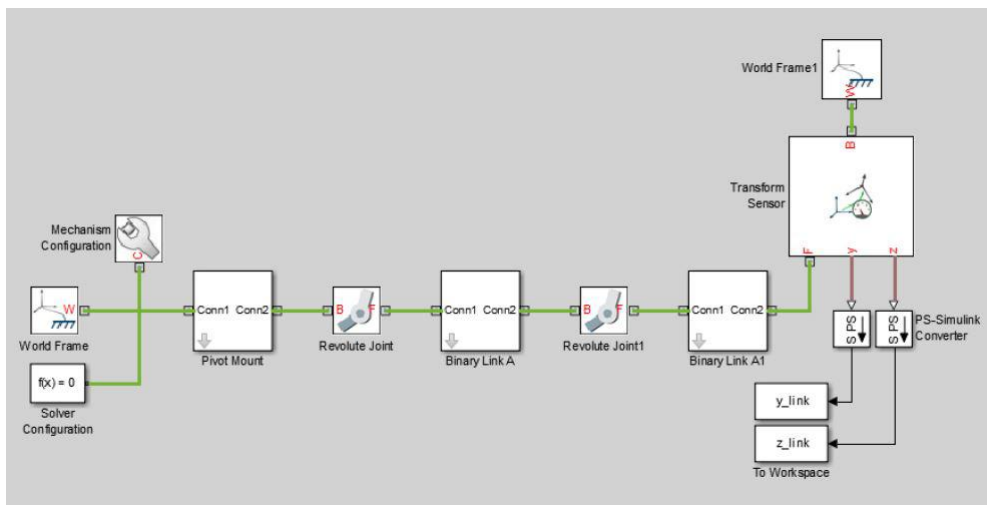 World Frame1
W
B
Transform
Sensor
F
y
z
Mechanism
Configuration
C
W
World Frame
Conn1 Conn2
Pivot Mount
B
F
Revolute Joint
Conn1 Conn2
Binary Link A
B
F
Revolute Joint1
Conn1 Conn2
Binary Link A1
S PS
S PS
PS-Simulink
Converter
f(x) = 0
Solver
Configuration
y_link
z_link
To Workspace